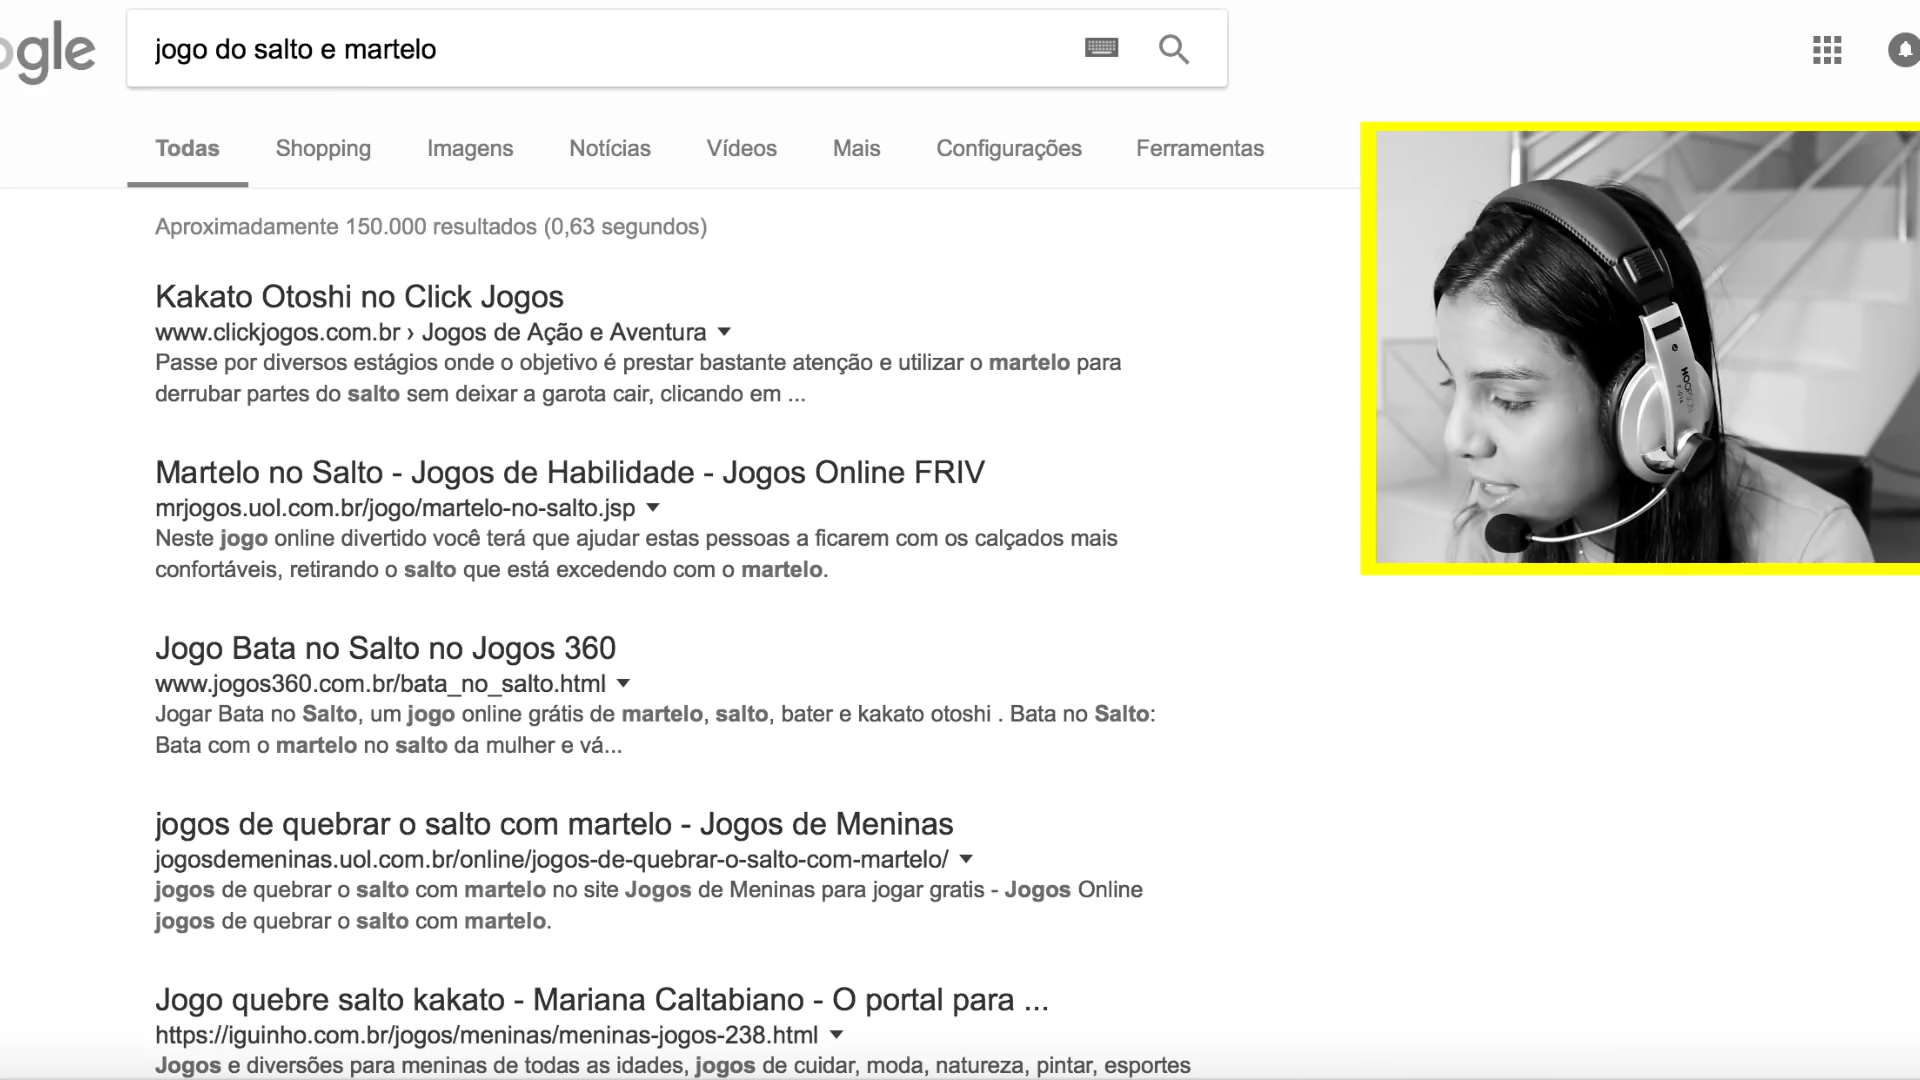 ogle
jogo do salto e martelo
Todas Shopping Imagens Notícias Vídeos Mais Configurações Ferramentas
Aproximadamente 150.000 resultados (0,63 segundos)
Kakato Otoshi no Click Jogos
www.clickjogos.com.br › Jogos de Ação e Aventura
Passe por diversos estágios onde o objetivo é prestar bastante atenção e utilizar o martelo para
derrubar partes do salto sem deixar a garota cair, clicando em ...
Martelo no Salto - Jogos de Habilidade - Jogos Online FRIV
mrjogos.uol.com.br/jogo/martelo-no-salto.jsp
Neste jogo online divertido você terá que ajudar estas pessoas a ficarem com os calçados mais
confortáveis, retirando o salto que está excedendo com o martelo.
Jogo Bata no Salto no Jogos 360
www.jogos360.com.br/bata_no_salto.html
Jogar Bata no Salto, um jogo online grátis de martelo, salto, bater e kakato otoshi . Bata no Salto:
Bata com o martelo no salto da mulher e vá...
jogos de quebrar o salto com martelo - Jogos de Meninas
jogosdemeninas.uol.com.br/online/jogos-de-quebrar-o-salto-com-martelo/
jogos de quebrar o salto com martelo no site Jogos de Meninas para jogar gratis - Jogos Online
jogos de quebrar o salto com martelo.
Jogo quebre salto kakato - Mariana Caltabiano - O portal para ...
https://iguinho.com.br/jogos/meninas/meninas-jogos-238.html
Jogos e diversões para meninas de todas as idades, jogos de cuidar, moda, natureza, pintar, esportes